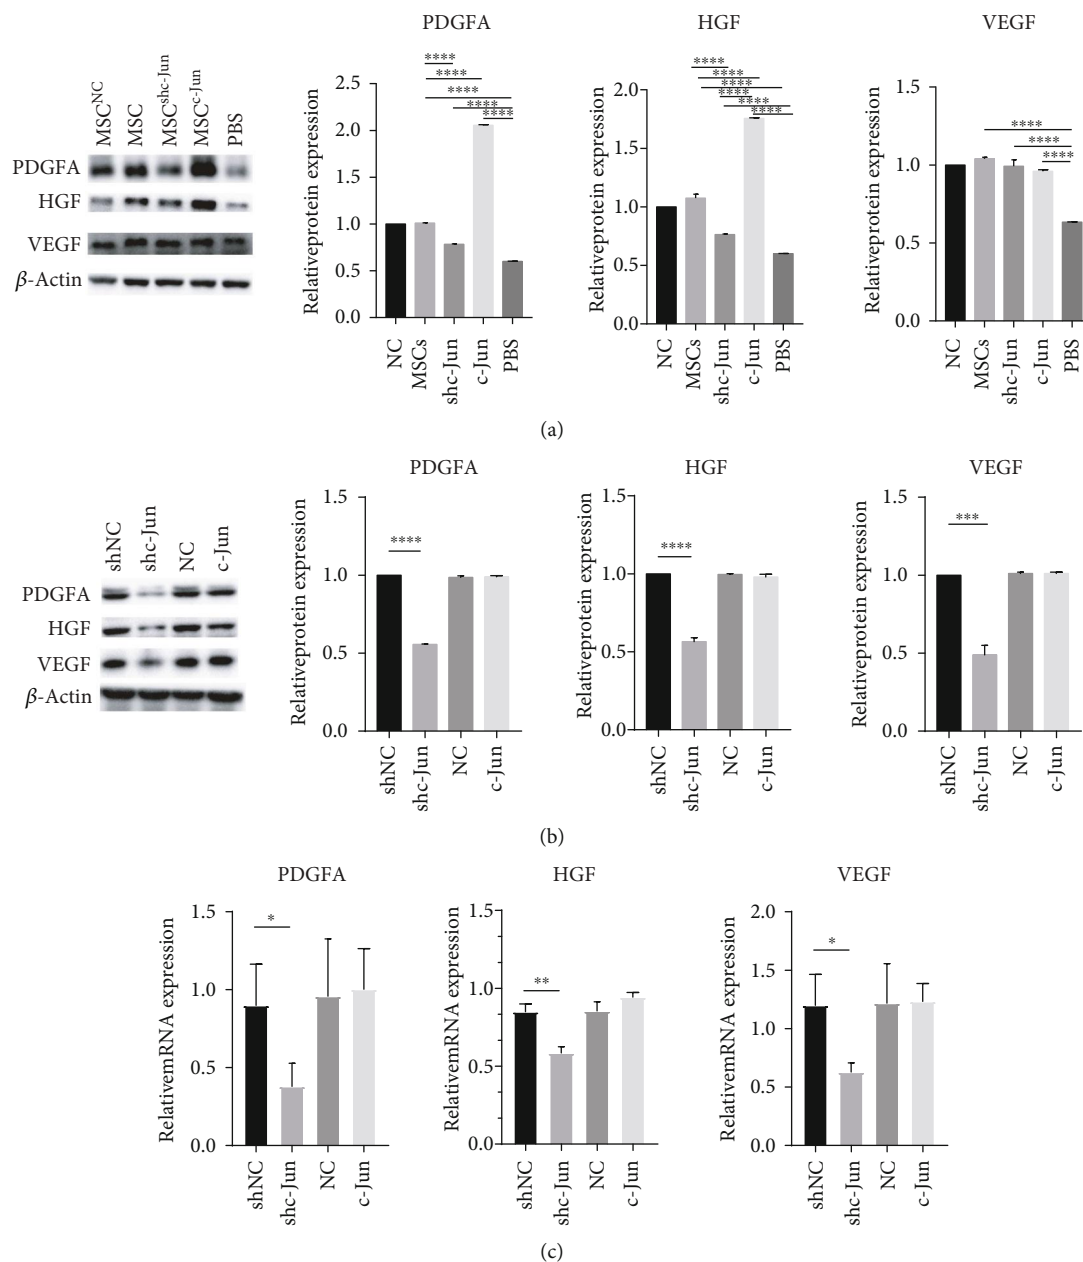 PDGFA
HGF
VEGF
MSC^NC
MSC
MSC^shc-Jun
MSC^c-Jun
PBS
PDGFA
HGF
VEGF
β-Actin
Relativeprotein expression
2.5
2.0
1.5
1.0
0.5
0.0
****
****
****
****
****
NC
MSCs
shc-Jun
c-Jun
PBS
Relativeprotein expression
2.0
1.5
1.0
0.5
0.0
****
****
****
****
****
****
NC
MSCs
shc-Jun
c-Jun
PBS
Relativeprotein expression
1.5
1.0
0.5
0.0
****
****
****
NC
MSCs
shc-Jun
c-Jun
PBS
(a)
PDGFA
HGF
VEGF
shNC
shc-Jun
NC
c-Jun
PDGFA
HGF
VEGF
β-Actin
Relativeprotein expression
1.5
1.0
0.5
0.0
****
shNC
shc-Jun
NC
c-Jun
Relativeprotein expression
1.5
1.0
0.5
0.0
****
shNC
shc-Jun
NC
c-Jun
Relativeprotein expression
1.5
1.0
0.5
0.0
***
shNC
shc-Jun
NC
c-Jun
(b)
PDGFA
HGF
VEGF
RelativemRNA expression
1.5
1.0
0.5
0.0
*
shNC
shc-Jun
NC
c-Jun
RelativemRNA expression
1.5
1.0
0.5
0.0
**
shNC
shc-Jun
NC
c-Jun
RelativemRNA expression
2.0
1.5
1.0
0.5
0.0
*
shNC
shc-Jun
NC
c-Jun
(c)